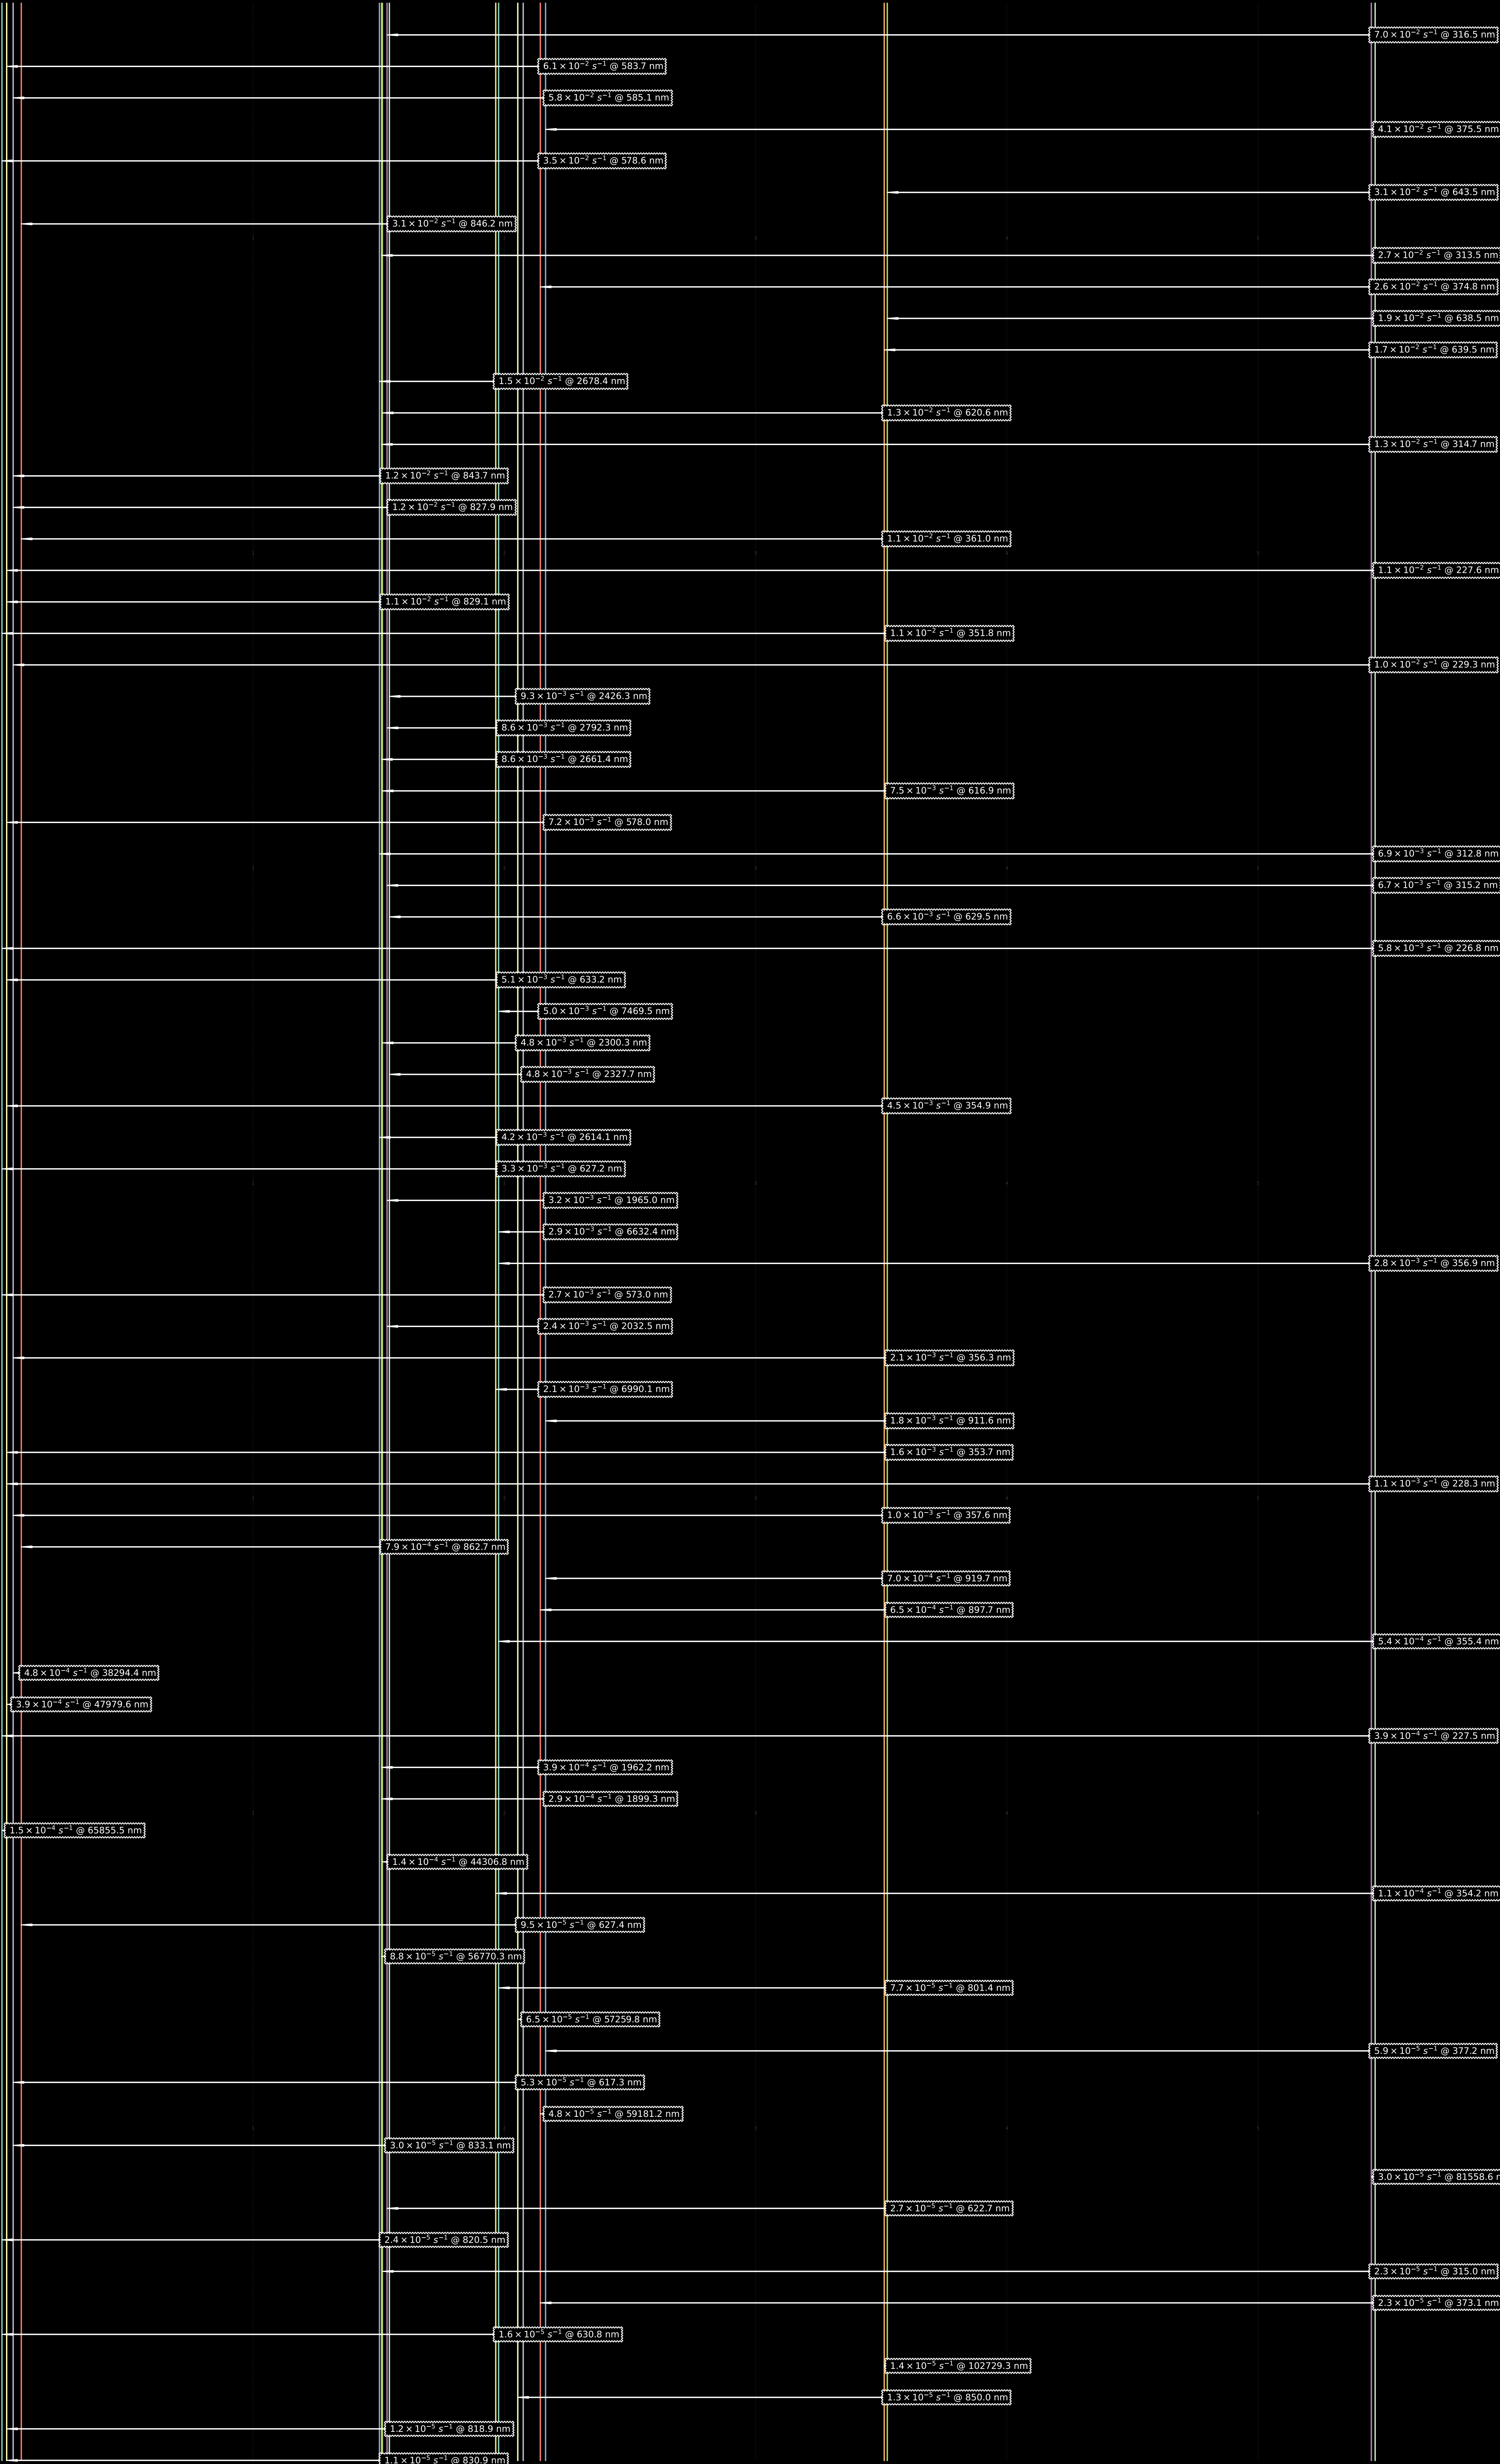 7.0 × 10⁻² s⁻¹ @ 316.5 nm
6.1 × 10⁻² s⁻¹ @ 583.7 nm
5.8 × 10⁻² s⁻¹ @ 585.1 nm
4.1 × 10⁻² s⁻¹ @ 375.5 nm
3.5 × 10⁻² s⁻¹ @ 578.6 nm
3.1 × 10⁻² s⁻¹ @ 643.5 nm
3.1 × 10⁻² s⁻¹ @ 846.2 nm
2.7 × 10⁻² s⁻¹ @ 313.5 nm
2.6 × 10⁻² s⁻¹ @ 374.8 nm
1.9 × 10⁻² s⁻¹ @ 638.5 nm
1.7 × 10⁻² s⁻¹ @ 639.5 nm
1.5 × 10⁻² s⁻¹ @ 2678.4 nm
1.3 × 10⁻² s⁻¹ @ 620.6 nm
1.3 × 10⁻² s⁻¹ @ 314.7 nm
1.2 × 10⁻² s⁻¹ @ 843.7 nm
1.2 × 10⁻² s⁻¹ @ 827.9 nm
1.1 × 10⁻² s⁻¹ @ 361.0 nm
1.1 × 10⁻² s⁻¹ @ 227.6 nm
1.1 × 10⁻² s⁻¹ @ 829.1 nm
1.1 × 10⁻² s⁻¹ @ 351.8 nm
1.0 × 10⁻² s⁻¹ @ 229.3 nm
9.3 × 10⁻³ s⁻¹ @ 2426.3 nm
8.6 × 10⁻³ s⁻¹ @ 2792.3 nm
8.6 × 10⁻³ s⁻¹ @ 2661.4 nm
7.5 × 10⁻³ s⁻¹ @ 616.9 nm
7.2 × 10⁻³ s⁻¹ @ 578.0 nm
6.9 × 10⁻³ s⁻¹ @ 312.8 nm
6.7 × 10⁻³ s⁻¹ @ 315.2 nm
6.6 × 10⁻³ s⁻¹ @ 629.5 nm
5.8 × 10⁻³ s⁻¹ @ 226.8 nm
5.1 × 10⁻³ s⁻¹ @ 633.2 nm
5.0 × 10⁻³ s⁻¹ @ 7469.5 nm
4.8 × 10⁻³ s⁻¹ @ 2300.3 nm
4.8 × 10⁻³ s⁻¹ @ 2327.7 nm
4.5 × 10⁻³ s⁻¹ @ 354.9 nm
4.2 × 10⁻³ s⁻¹ @ 2614.1 nm
3.3 × 10⁻³ s⁻¹ @ 627.2 nm
3.2 × 10⁻³ s⁻¹ @ 1965.0 nm
2.9 × 10⁻³ s⁻¹ @ 6632.4 nm
2.8 × 10⁻³ s⁻¹ @ 356.9 nm
2.7 × 10⁻³ s⁻¹ @ 573.0 nm
2.4 × 10⁻³ s⁻¹ @ 2032.5 nm
2.1 × 10⁻³ s⁻¹ @ 356.3 nm
2.1 × 10⁻³ s⁻¹ @ 6990.1 nm
1.8 × 10⁻³ s⁻¹ @ 911.6 nm
1.6 × 10⁻³ s⁻¹ @ 353.7 nm
1.1 × 10⁻³ s⁻¹ @ 228.3 nm
1.0 × 10⁻³ s⁻¹ @ 357.6 nm
7.9 × 10⁻⁴ s⁻¹ @ 862.7 nm
7.0 × 10⁻⁴ s⁻¹ @ 919.7 nm
6.5 × 10⁻⁴ s⁻¹ @ 897.7 nm
5.4 × 10⁻⁴ s⁻¹ @ 355.4 nm
4.8 × 10⁻⁴ s⁻¹ @ 38294.4 nm
3.9 × 10⁻⁴ s⁻¹ @ 47979.6 nm
3.9 × 10⁻⁴ s⁻¹ @ 227.5 nm
3.9 × 10⁻⁴ s⁻¹ @ 1962.2 nm
2.9 × 10⁻⁴ s⁻¹ @ 1899.3 nm
1.5 × 10⁻⁴ s⁻¹ @ 65855.5 nm
1.4 × 10⁻⁴ s⁻¹ @ 44306.8 nm
1.1 × 10⁻⁴ s⁻¹ @ 354.2 nm
9.5 × 10⁻⁵ s⁻¹ @ 627.4 nm
8.8 × 10⁻⁵ s⁻¹ @ 56770.3 nm
7.7 × 10⁻⁵ s⁻¹ @ 801.4 nm
6.5 × 10⁻⁵ s⁻¹ @ 57259.8 nm
5.9 × 10⁻⁵ s⁻¹ @ 377.2 nm
5.3 × 10⁻⁵ s⁻¹ @ 617.3 nm
4.8 × 10⁻⁵ s⁻¹ @ 59181.2 nm
3.0 × 10⁻⁵ s⁻¹ @ 833.1 nm
3.0 × 10⁻⁵ s⁻¹ @ 81558.6
2.7 × 10⁻⁵ s⁻¹ @ 622.7 nm
2.4 × 10⁻⁵ s⁻¹ @ 820.5 nm
2.3 × 10⁻⁵ s⁻¹ @ 315.0 nm
2.3 × 10⁻⁵ s⁻¹ @ 373.1 nm
1.6 × 10⁻⁵ s⁻¹ @ 630.8 nm
1.4 × 10⁻⁵ s⁻¹ @ 102729.3 nm
1.3 × 10⁻⁵ s⁻¹ @ 850.0 nm
1.2 × 10⁻⁵ s⁻¹ @ 818.9 nm
1.1 × 10⁻⁵ s⁻¹ @ 830.9 nm